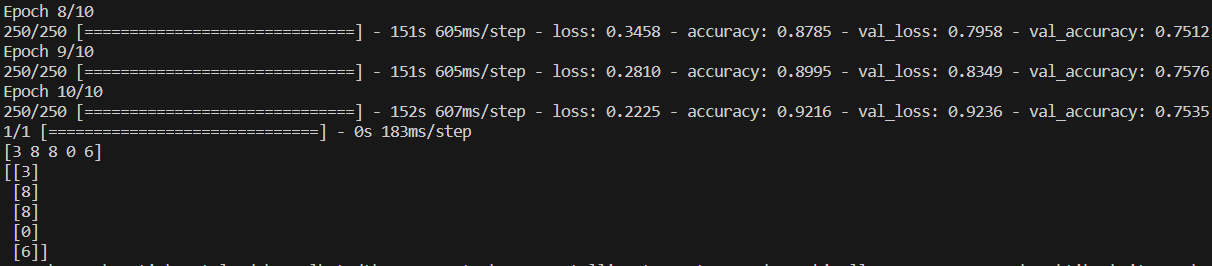 Epoch 8/10
250/250 [==============================] - 151s 605ms/step - loss: 0.3458 - accuracy: 0.8785 - val_loss: 0.7958 - val_accuracy: 0.7512
Epoch 9/10
250/250 [==============================] - 151s 605ms/step - loss: 0.2810 - accuracy: 0.8995 - val_loss: 0.8349 - val_accuracy: 0.7576
Epoch 10/10
250/250 [==============================] - 152s 607ms/step - loss: 0.2225 - accuracy: 0.9216 - val_loss: 0.9236 - val_accuracy: 0.7535
1/1 [==============================] - 0s 183ms/step
[3 8 8 0 6]
[[3]
 [8]
 [8]
 [0]
 [6]]